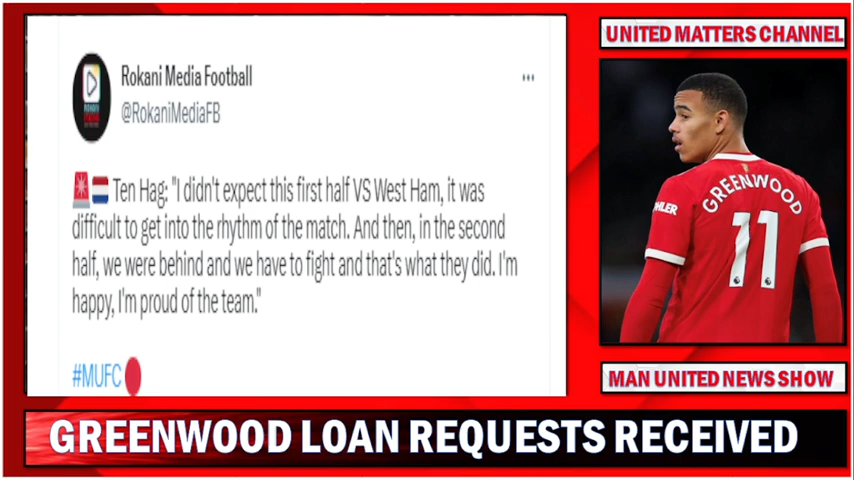 UNITED MATTERS CHANNEL
Rokani Media Football
@RokaniMediaFB
Ten Hag: "I didn't expect this first half VS West Ham, it was
difficult to get into the rhythm of the match. And then, in the second
half, we were behind and we have to fight and that's what they did. I'm
happy, I'm proud of the team."
#MUFC
HLER
GREENWOOD
11
MAN UNITED NEWS SHOW
GREENWOOD LOAN REQUESTS RECEIVED